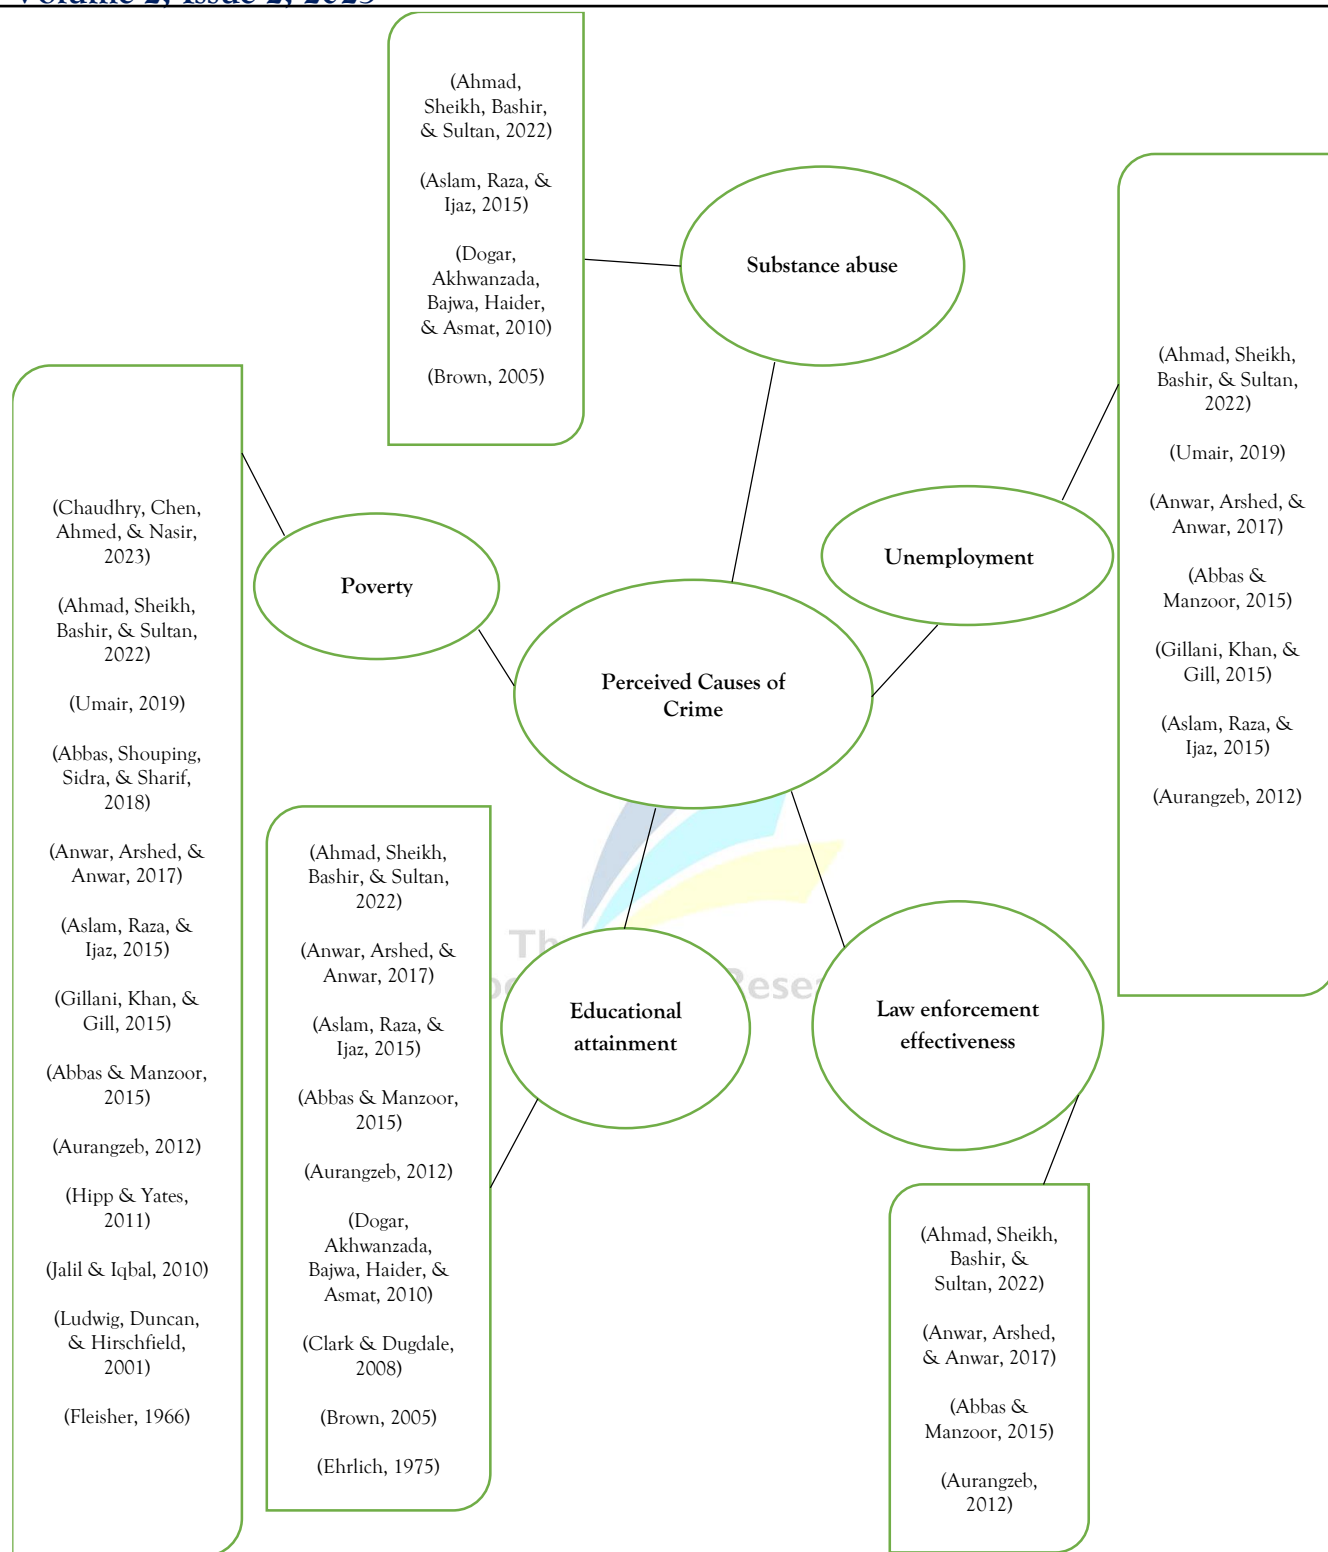 Volume 2, Issue 2, 2025
(Ahmad,
Sheikh, Bashir,
& Sultan, 2022)
(Aslam, Raza, &
Ijaz, 2015)
(Dogar,
Akhwanzada,
Bajwa, Haider,
& Asmat, 2010)
(Brown, 2005)
Substance abuse
(Ahmad, Sheikh,
Bashir, & Sultan,
2022)
(Umair, 2019)
(Anwar, Arshed, &
Anwar, 2017)
(Abbas &
Manzoor, 2015)
(Gillani, Khan, &
Gill, 2015)
(Aslam, Raza, &
Ijaz, 2015)
(Aurangzeb, 2012)
Unemployment
Poverty
(Chaudhry, Chen,
Ahmed, & Nasir,
2023)
(Ahmad, Sheikh,
Bashir, & Sultan,
2022)
(Umair, 2019)
(Abbas, Shouping,
Sidra, & Sharif,
2018)
(Anwar, Arshed, &
Anwar, 2017)
(Aslam, Raza, &
Ijaz, 2015)
(Gillani, Khan, &
Gill, 2015)
(Abbas & Manzoor,
2015)
(Aurangzeb, 2012)
(Hipp & Yates,
2011)
(Jalil & Iqbal, 2010)
(Ludwig, Duncan,
& Hirschfield,
2001)
(Fleisher, 1966)
Perceived Causes of
Crime
(Ahmad, Sheikh,
Bashir, & Sultan,
2022)
(Anwar, Arshed, &
Anwar, 2017)
(Aslam, Raza, &
Ijaz, 2015)
(Abbas & Manzoor,
2015)
(Aurangzeb, 2012)
(Dogar,
Akhwanzada,
Bajwa, Haider, &
Asmat, 2010)
(Clark & Dugdale,
2008)
(Brown, 2005)
(Ehrlich, 1975)
Educational
attainment
Law enforcement
effectiveness
(Ahmad, Sheikh,
Bashir, &
Sultan, 2022)
(Anwar, Arshed,
& Anwar, 2017)
(Abbas &
Manzoor, 2015)
(Aurangzeb,
2012)